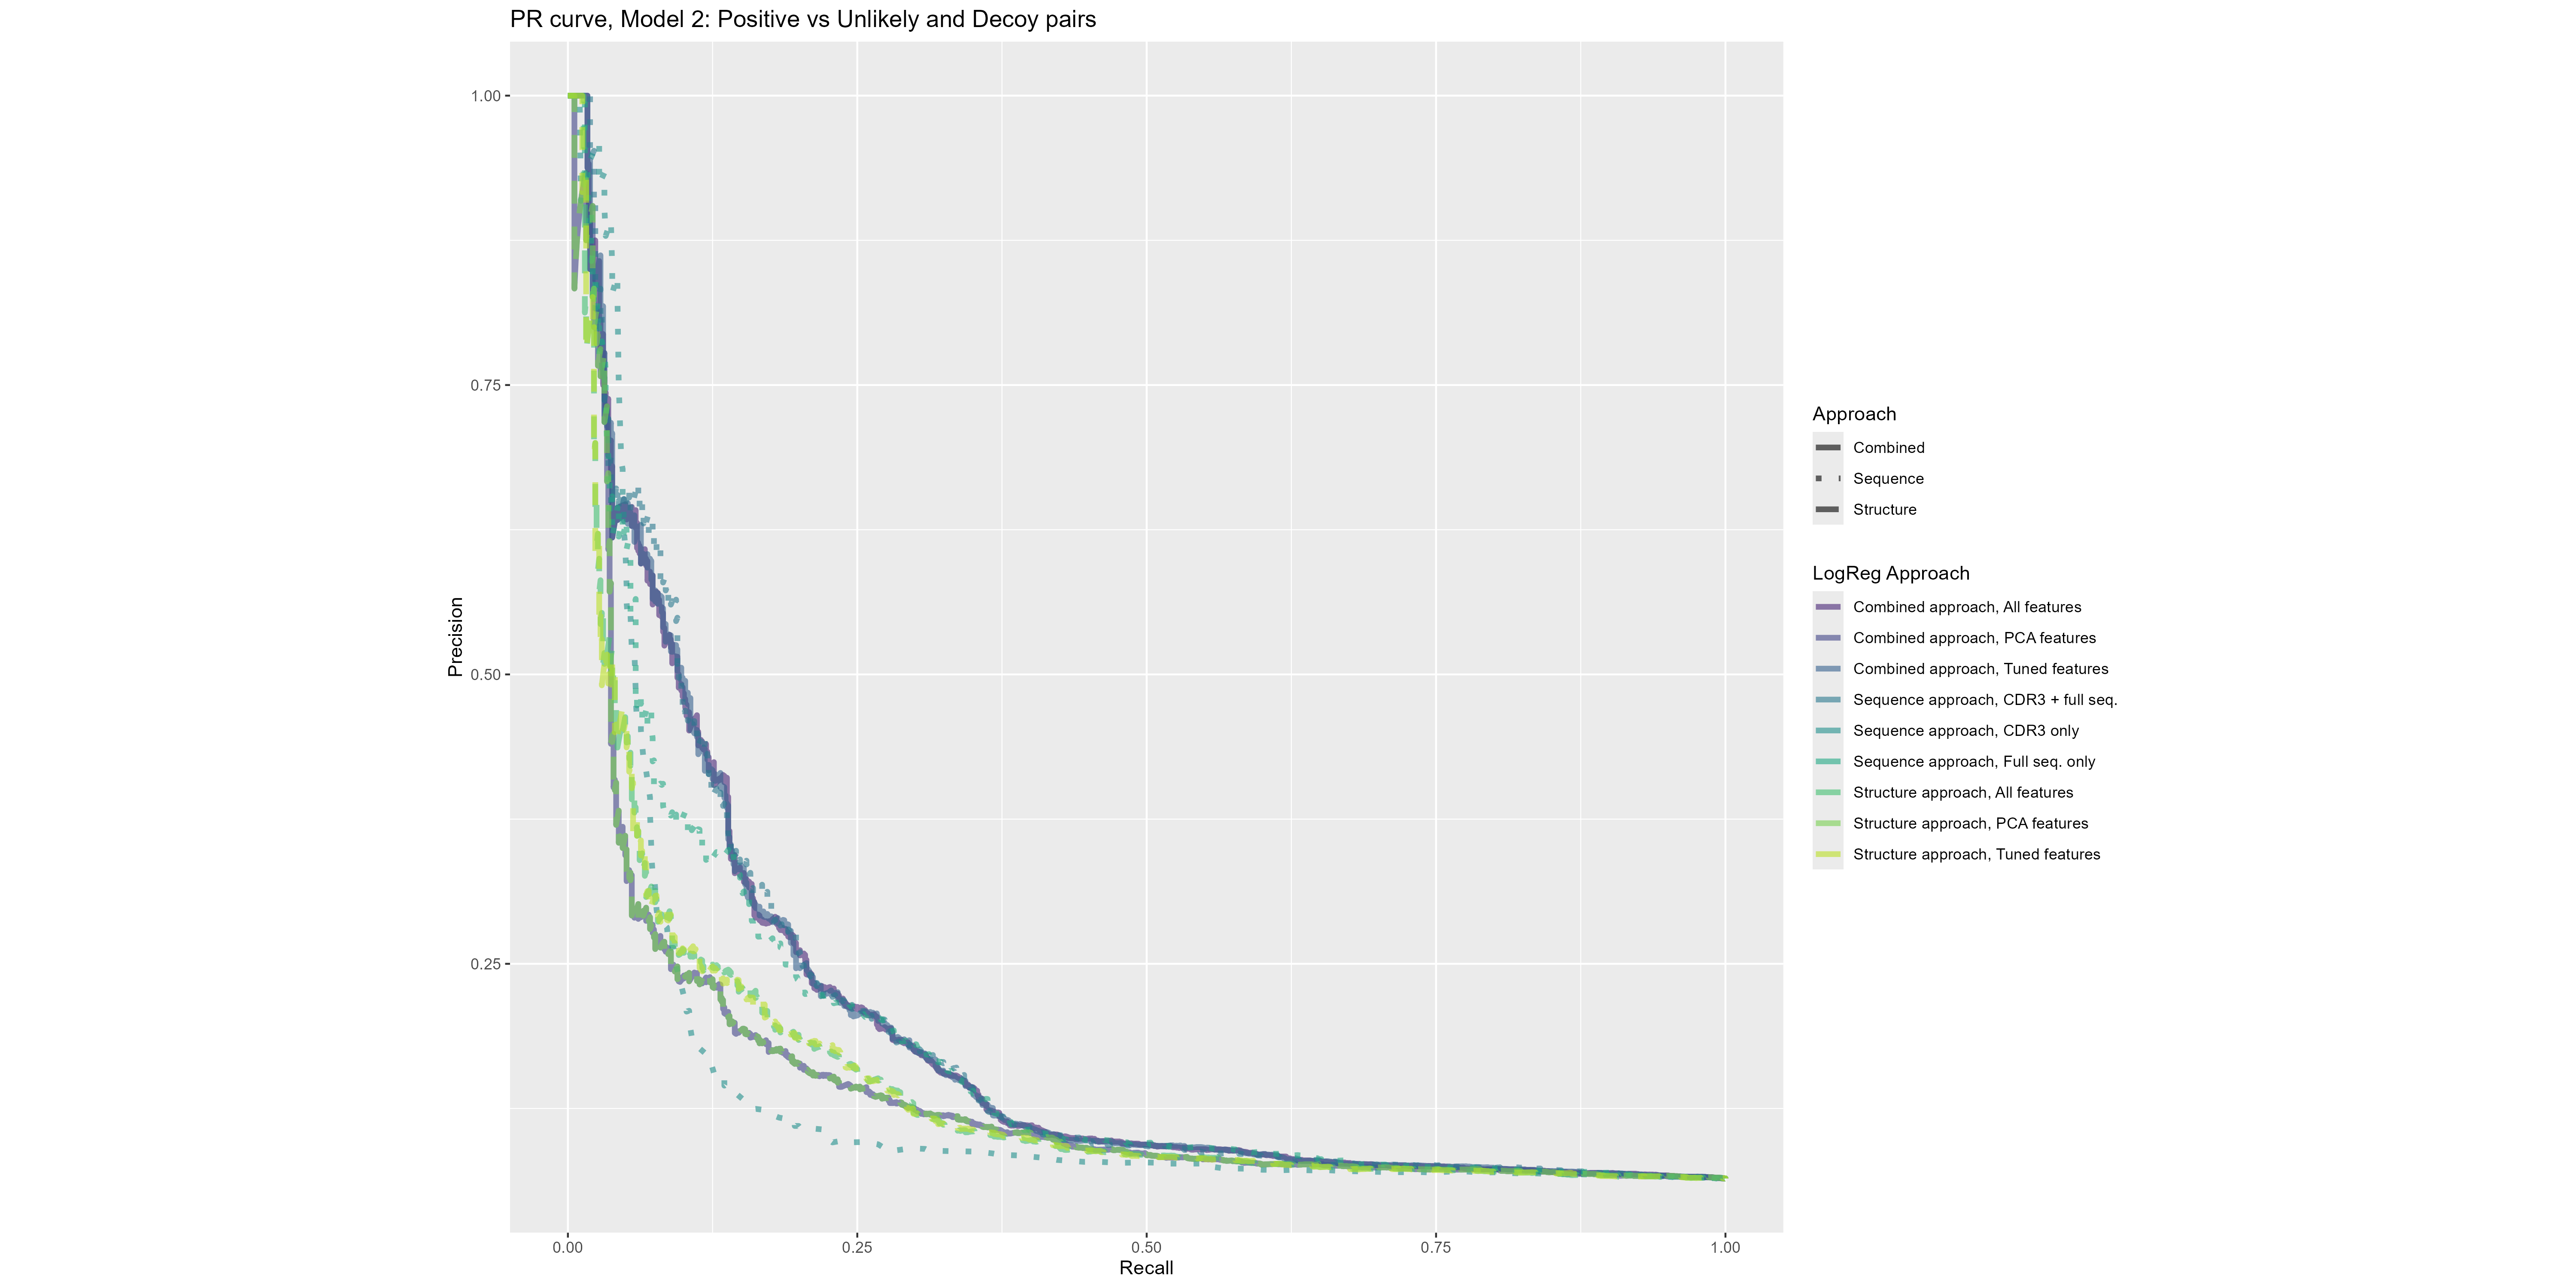 PR curve, Model 2: Positive vs Unlikely and Decoy pairs
1.00
0.75
0.50
0.25
Precision
0.00
0.25
0.50
0.75
1.00
Recall
Approach
Combined
Sequence
Structure
LogReg Approach
Combined approach, All features
Combined approach, PCA features
Combined approach, Tuned features
Sequence approach, CDR3 + full seq.
Sequence approach, CDR3 only
Sequence approach, Full seq. only
Structure approach, All features
Structure approach, PCA features
Structure approach, Tuned features